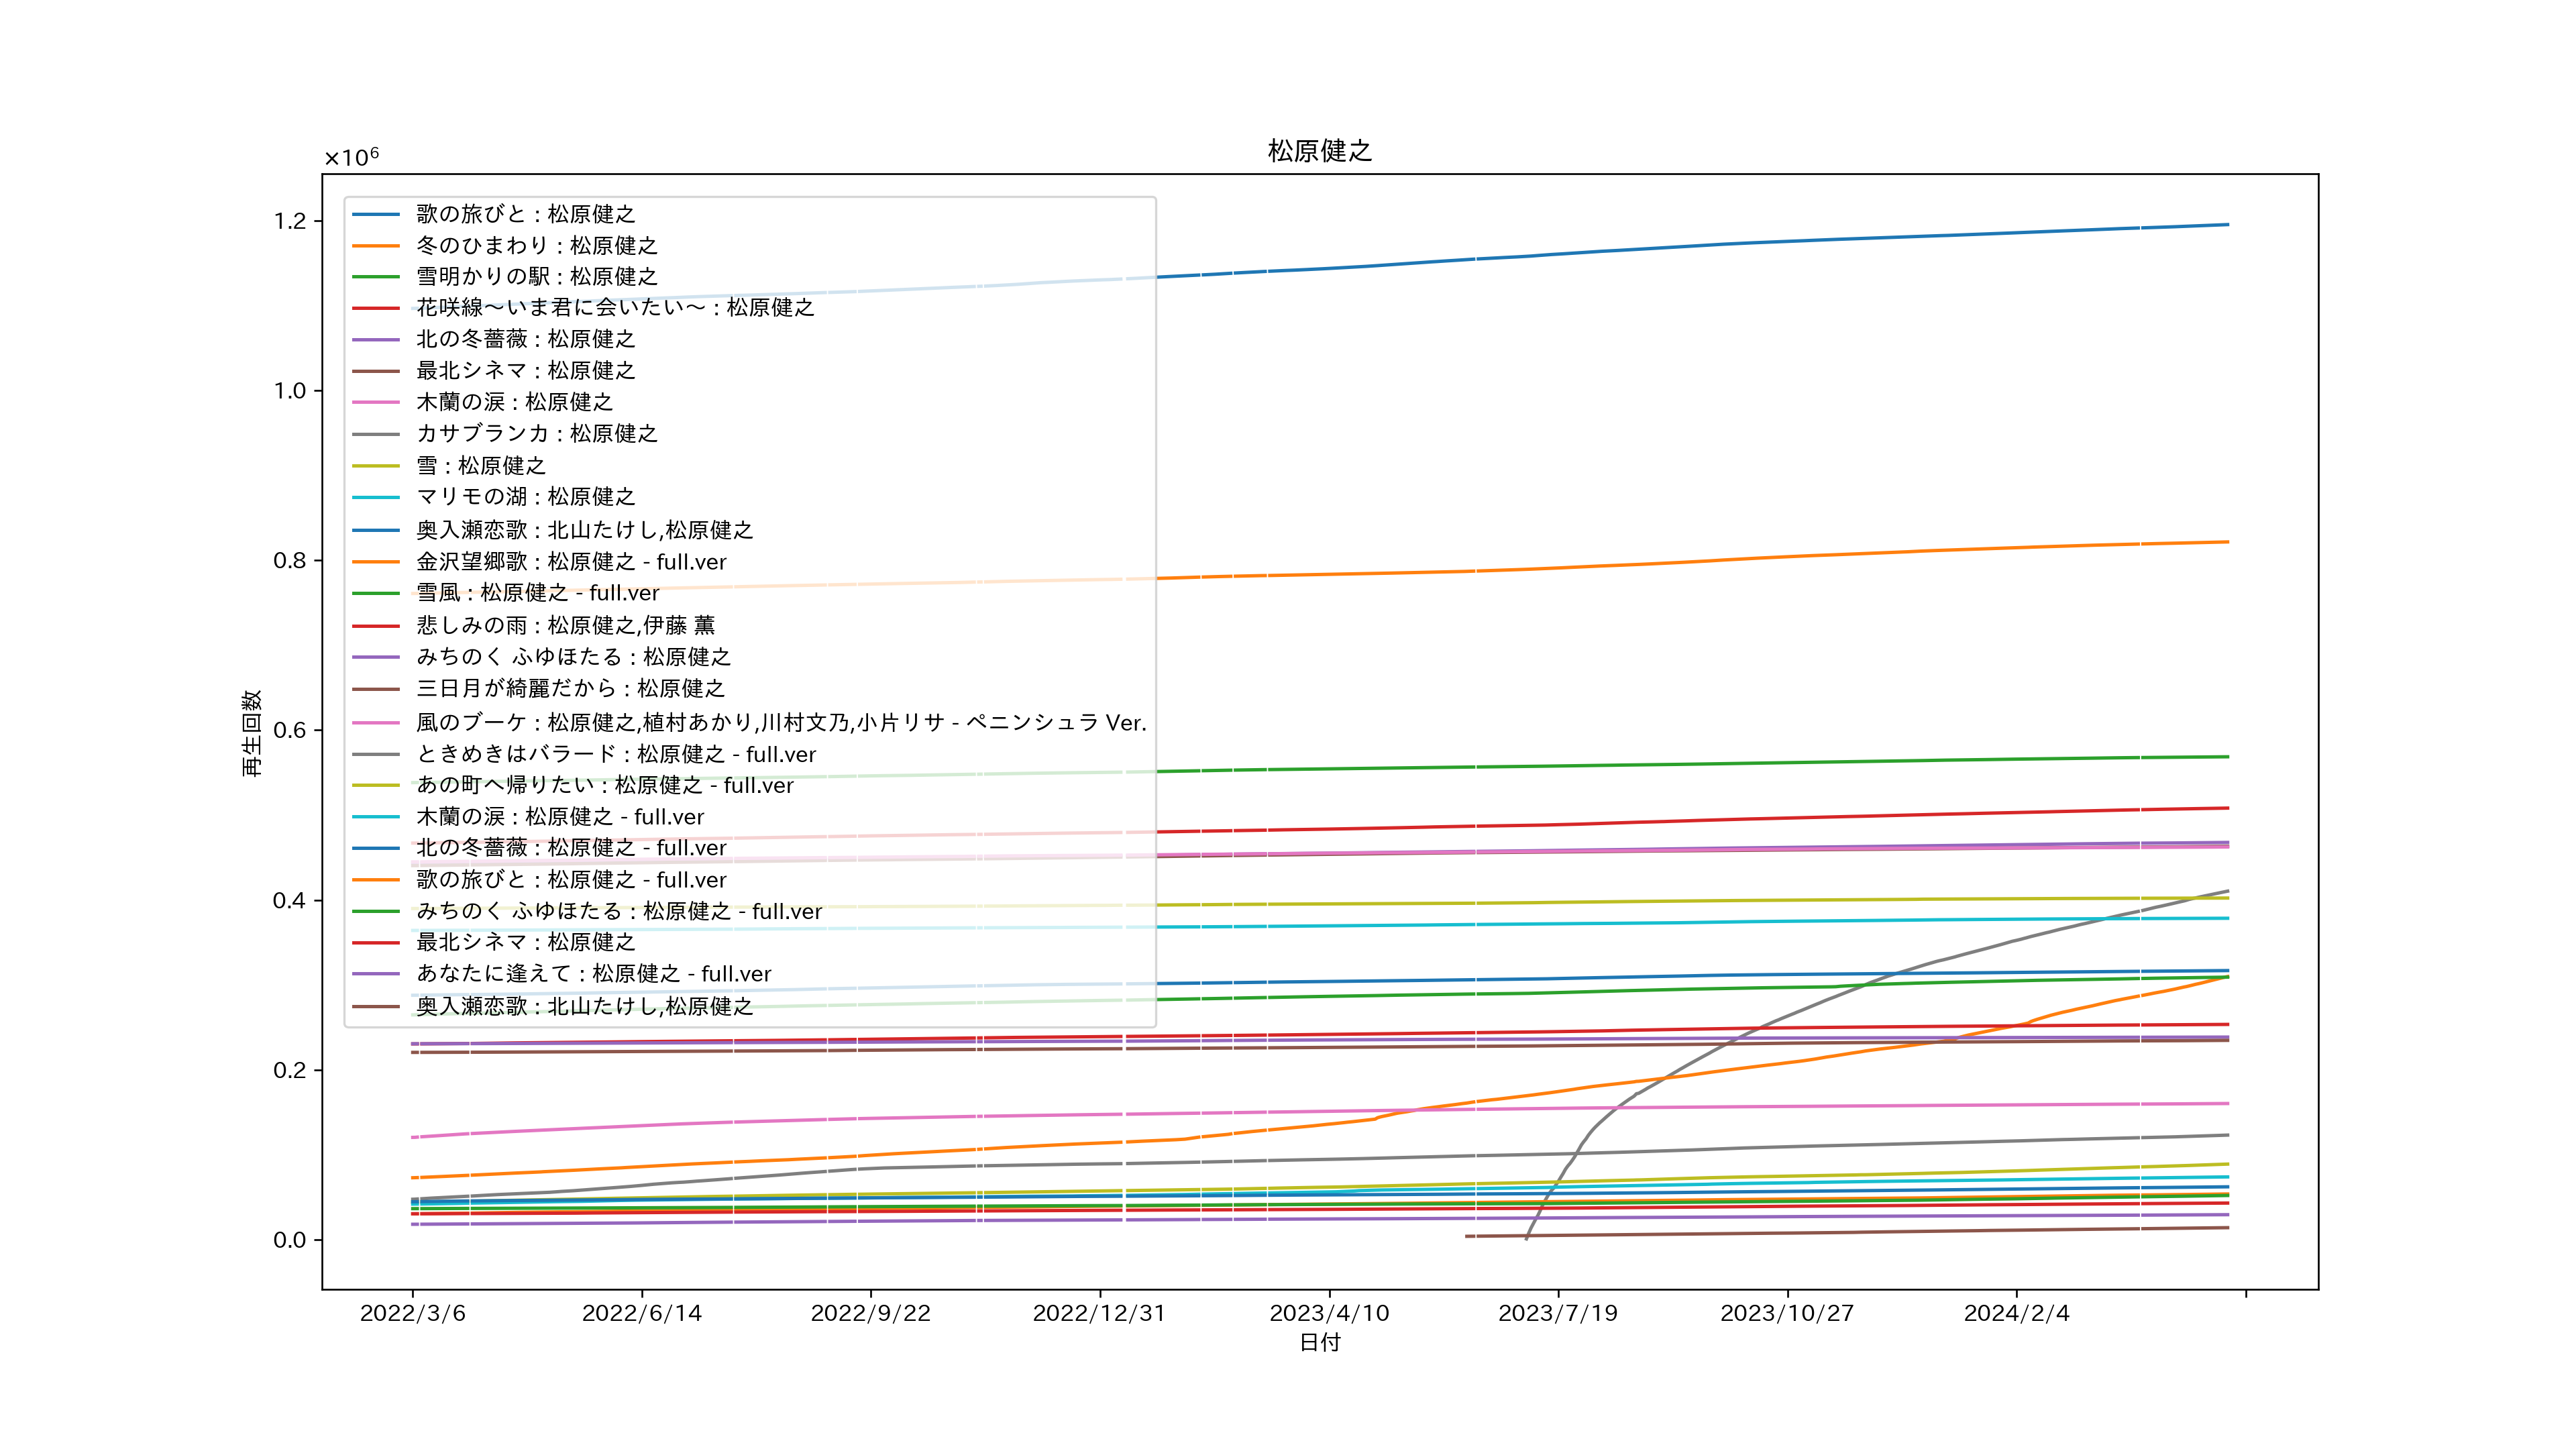 松原健之
×10⁶
1.2
1.0
0.8
0.6
0.4
0.2
0.0
再生回数
歌の旅びと : 松原健之
冬のひまわり : 松原健之
雪明かりの駅 : 松原健之
花咲線～いま君に会いたい～ : 松原健之
北の冬薔薇 : 松原健之
最北シネマ : 松原健之
木蘭の涙 : 松原健之
カサブランカ : 松原健之
雪 : 松原健之
マリモの湖 : 松原健之
奥入瀬恋歌 : 北山たけし,松原健之
金沢望郷歌 : 松原健之 - full.ver
雪風 : 松原健之 - full.ver
悲しみの雨 : 松原健之,伊藤 薫
みちのく ふゆほたる : 松原健之
三日月が綺麗だから : 松原健之
風のブーケ : 松原健之,植村あかり,川村文乃,小片リサ - ペニンシュラ Ver.
ときめきはバラード : 松原健之 - full.ver
あの町へ帰りたい : 松原健之 - full.ver
木蘭の涙 : 松原健之 - full.ver
北の冬薔薇 : 松原健之 - full.ver
歌の旅びと : 松原健之 - full.ver
みちのく ふゆほたる : 松原健之 - full.ver
最北シネマ : 松原健之
あなたに逢えて : 松原健之 - full.ver
奥入瀬恋歌 : 北山たけし,松原健之
2022/3/6 2022/6/14 2022/9/22 2022/12/31 2023/4/10 2023/7/19 2023/10/27 2024/2/4
日付